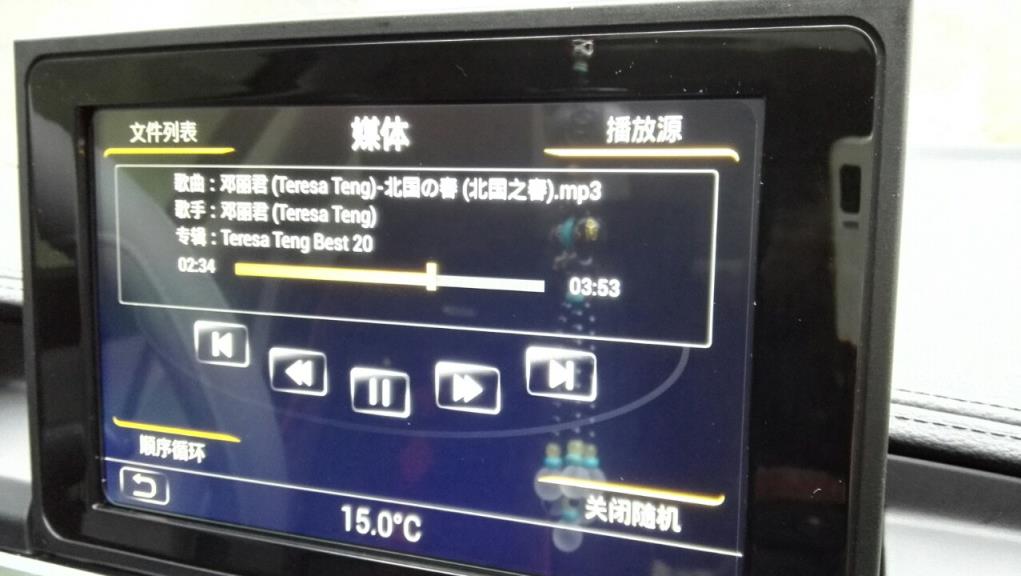 文件列表
媒体
播放源
歌曲 : 邓丽君 (Teresa Teng)-北国の春 (北国之春).mp3
歌手 : 邓丽君 (Teresa Teng)
专辑 : Teresa Teng Best 20
02:34
03:53
顺序循环
关闭随机
15.0°C